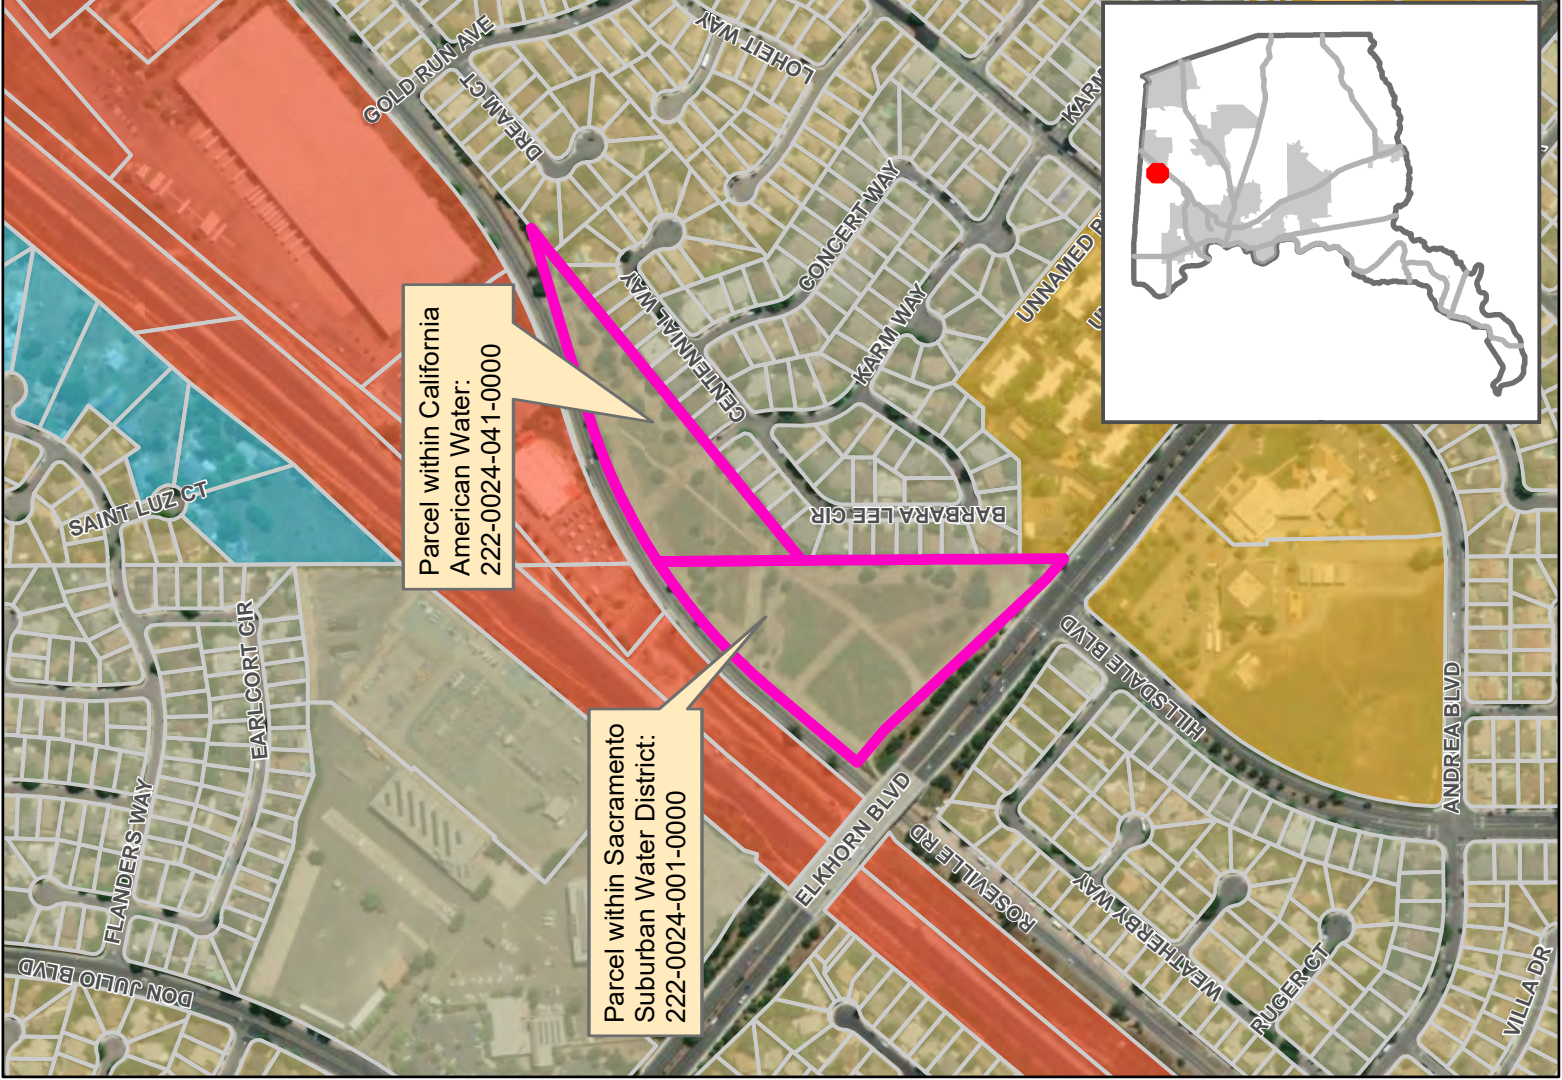 GOLD RUN AVE
DREAM CT
LOHEIT WAY
KARM
CONCERT WAY
CENTENNIAL WAY
KARM WAY
UNNAMED R
U
BARBARA LEE CIR
Parcel within California
American Water:
222-0024-041-0000
SAINT LUZ CT
EARLCORT CIR
FLANDERS WAY
DON JULIO BLVD
Parcel within Sacramento
Suburban Water District:
222-0024-001-0000
ELKHORN BLVD
HILLSDALE BLVD
ANDREA BLVD
ROSEVILLE RD
WEATHERBY WAY
RUGER CT
VILLA DR